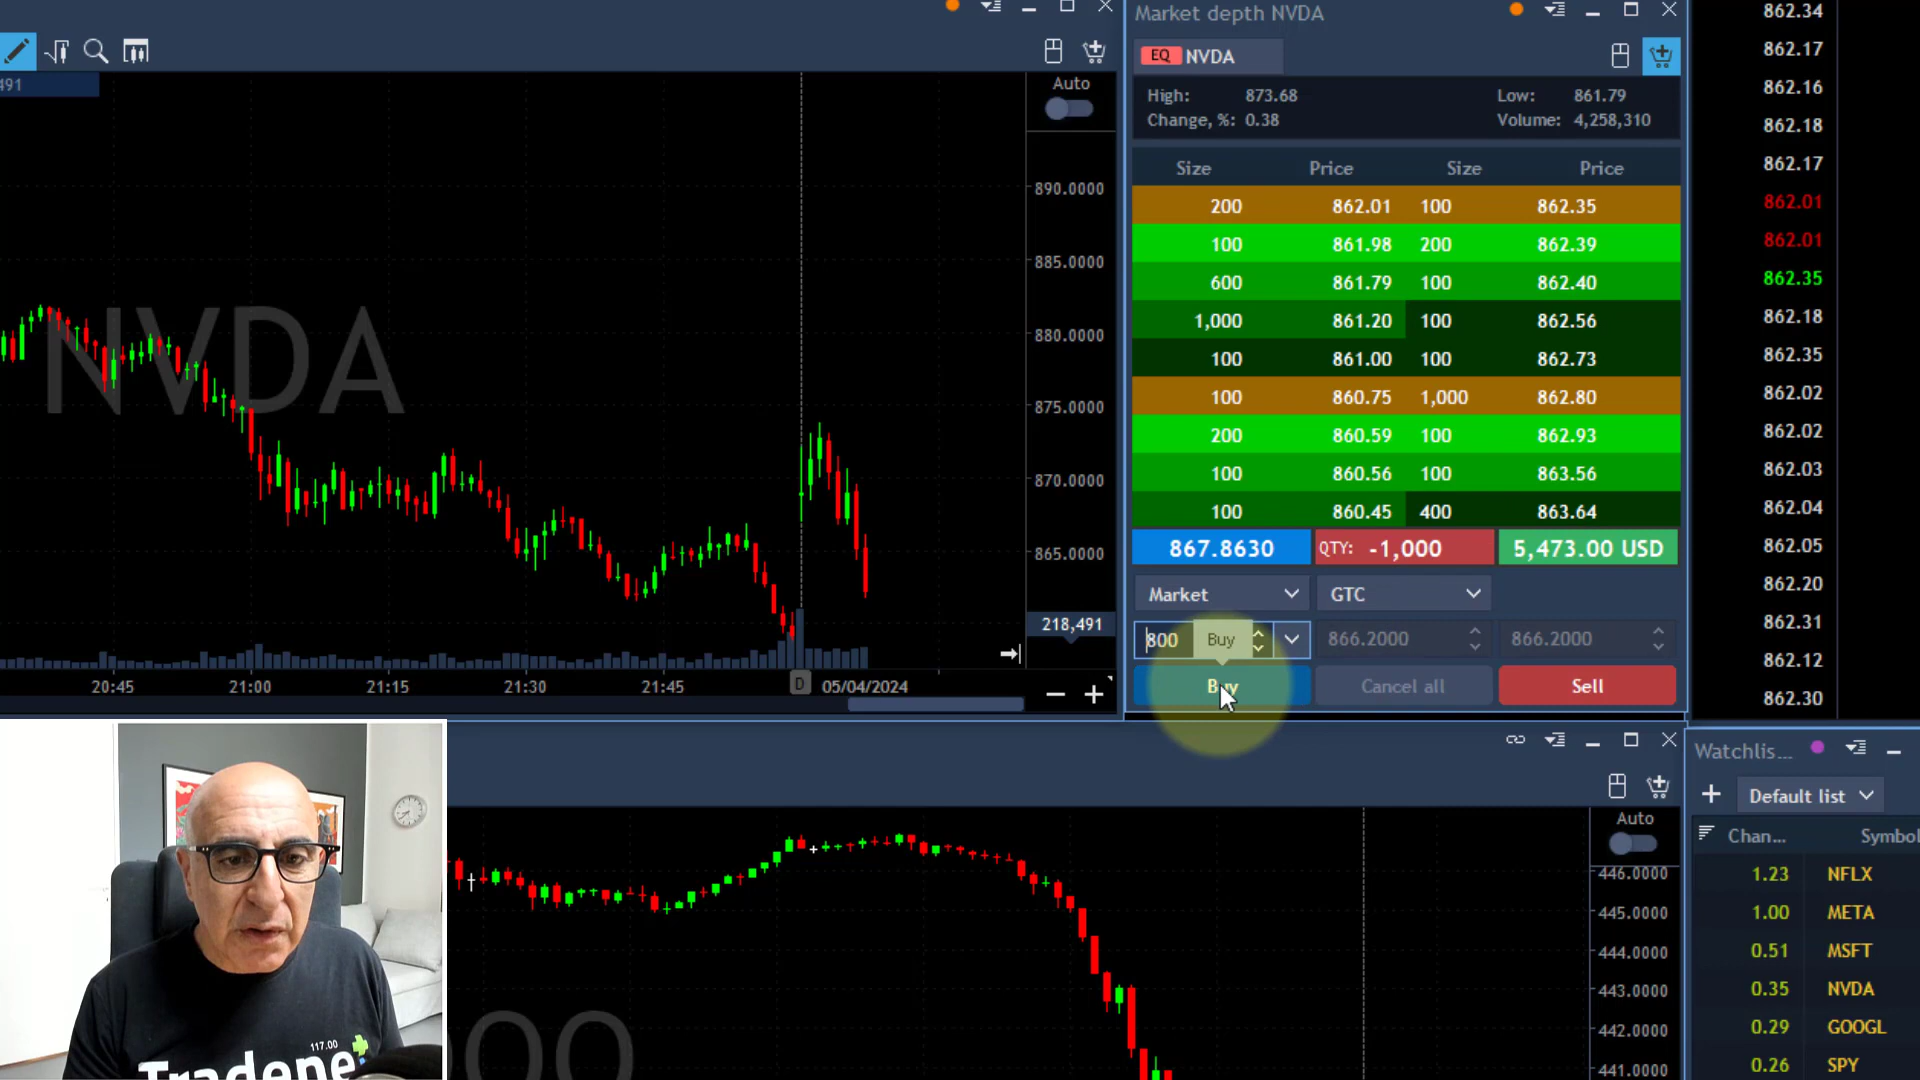 491
Auto
890.0000
885.0000
880.0000
875.0000
870.0000
865.0000
218,491
NVDA
20:45
21:00
21:15
21:30
21:45
D
05/04/2024
Market depth NVDA
EQ NVDA
High: 873.68 Low: 861.79
Change, %: 0.38 Volume: 4,258,310
Size Price Size Price
200 862.01 100 862.35
100 861.98 200 862.39
600 861.79 100 862.40
1,000 861.20 100 862.56
100 861.00 100 862.73
100 860.75 1,000 862.80
200 860.59 100 862.93
100 860.56 100 863.56
100 860.45 400 863.64
867.8630 QTY: -1,000 5,473.00 USD
Market GTC
800 Buy 866.2000 866.2000
Buy Cancel all Sell
862.34
862.17
862.16
862.18
862.17
862.01
862.01
862.35
862.18
862.35
862.02
862.02
862.03
862.04
862.05
862.20
862.31
862.12
862.30
Auto
446.0000
445.0000
444.0000
443.0000
442.0000
441.0000
Watchlis...
Default list
Chan... Symbol
1.23 NFLX
1.00 META
0.51 MSFT
0.35 NVDA
0.29 GOOGL
0.26 SPY
117.00
Tradenet